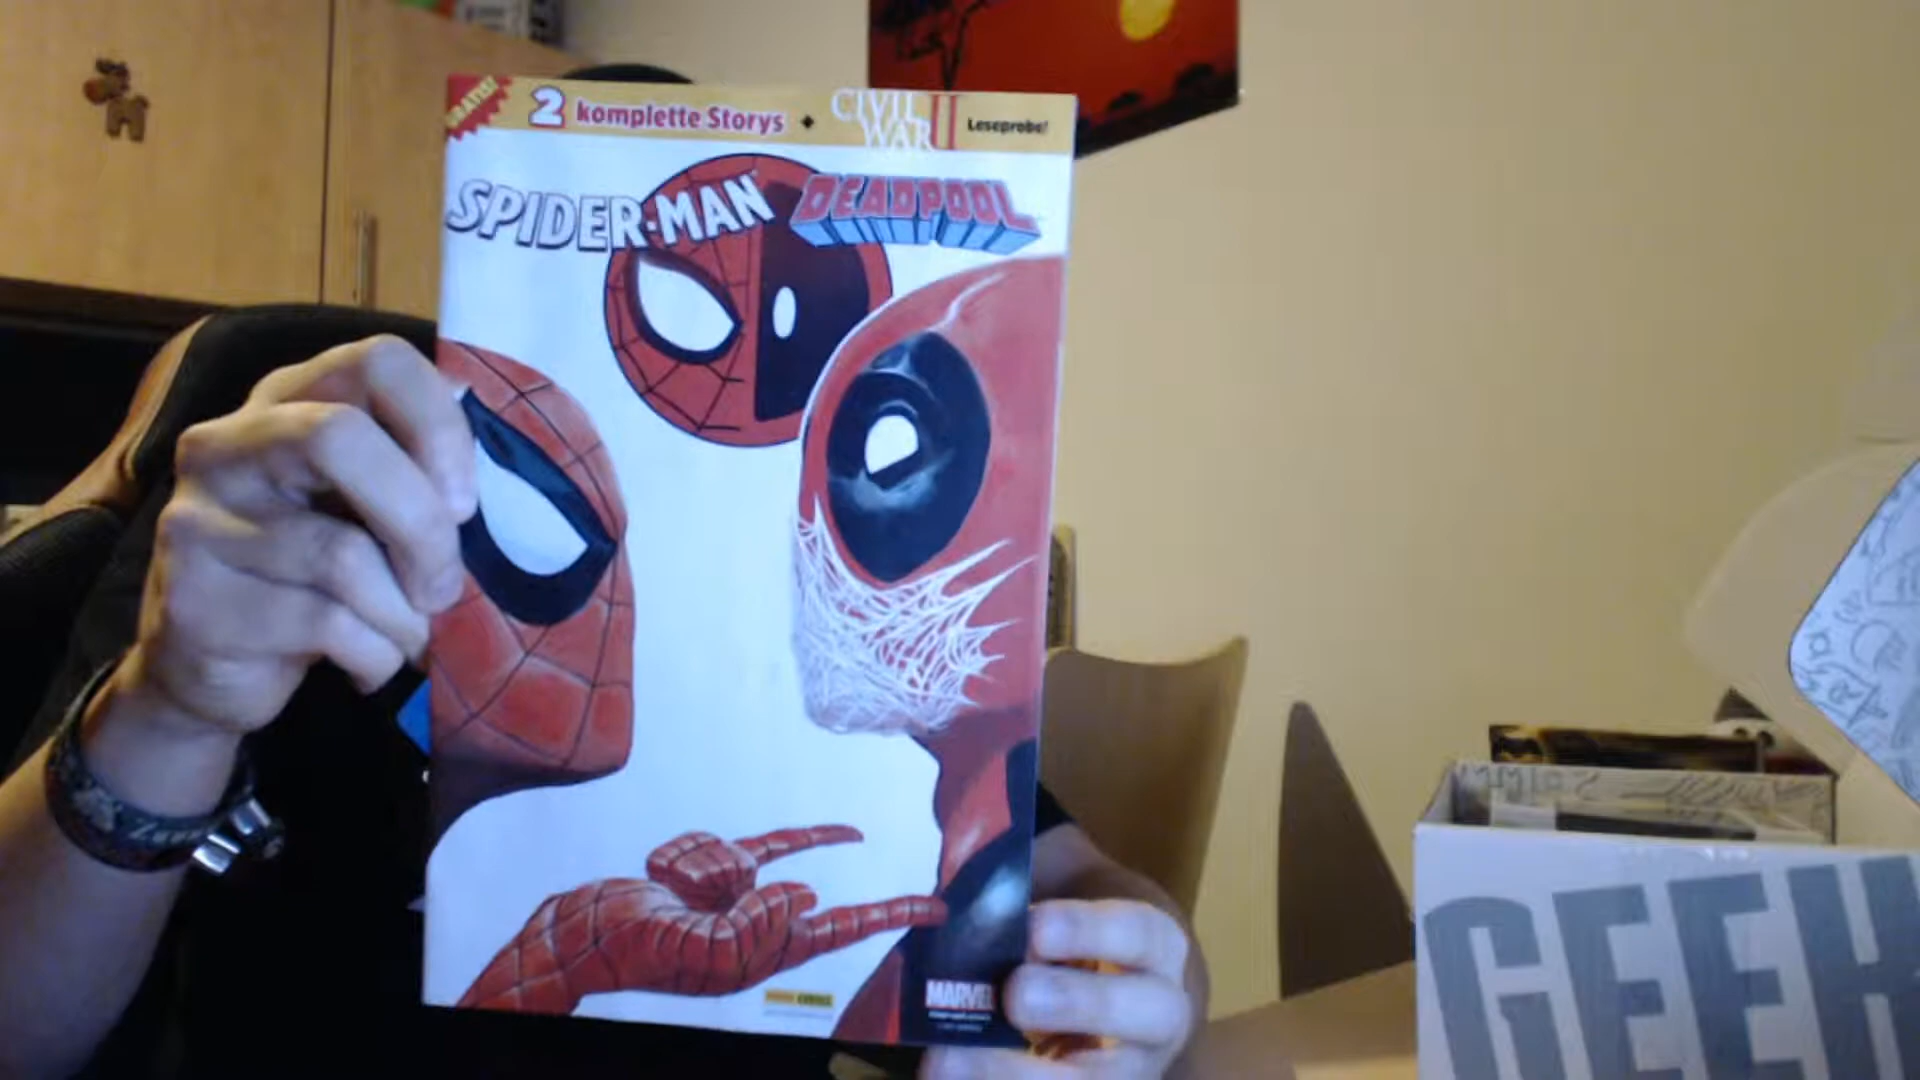 GRATIS!
2 komplette Storys + CIVIL WAR II Leseprobe!
SPIDER-MAN DEADPOOL
MARVEL
GEEK